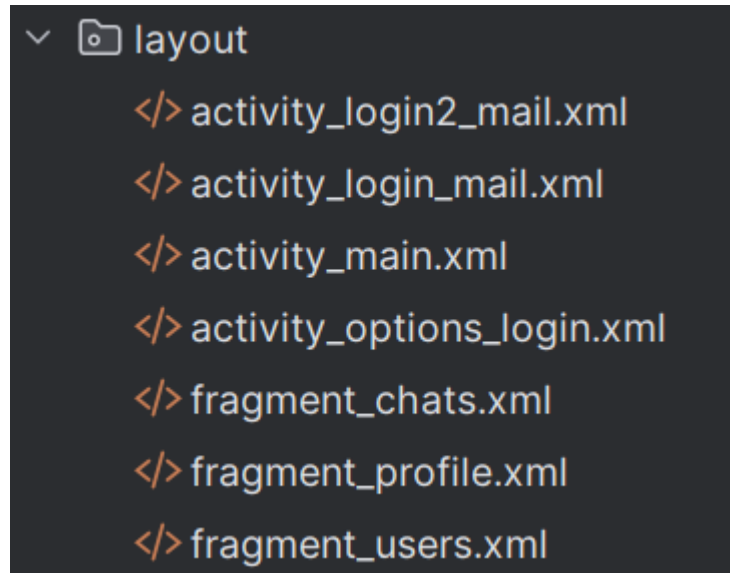 layout
</> activity_login2_mail.xml
</> activity_login_mail.xml
</> activity_main.xml
</> activity_options_login.xml
</> fragment_chats.xml
</> fragment_profile.xml
</> fragment_users.xml